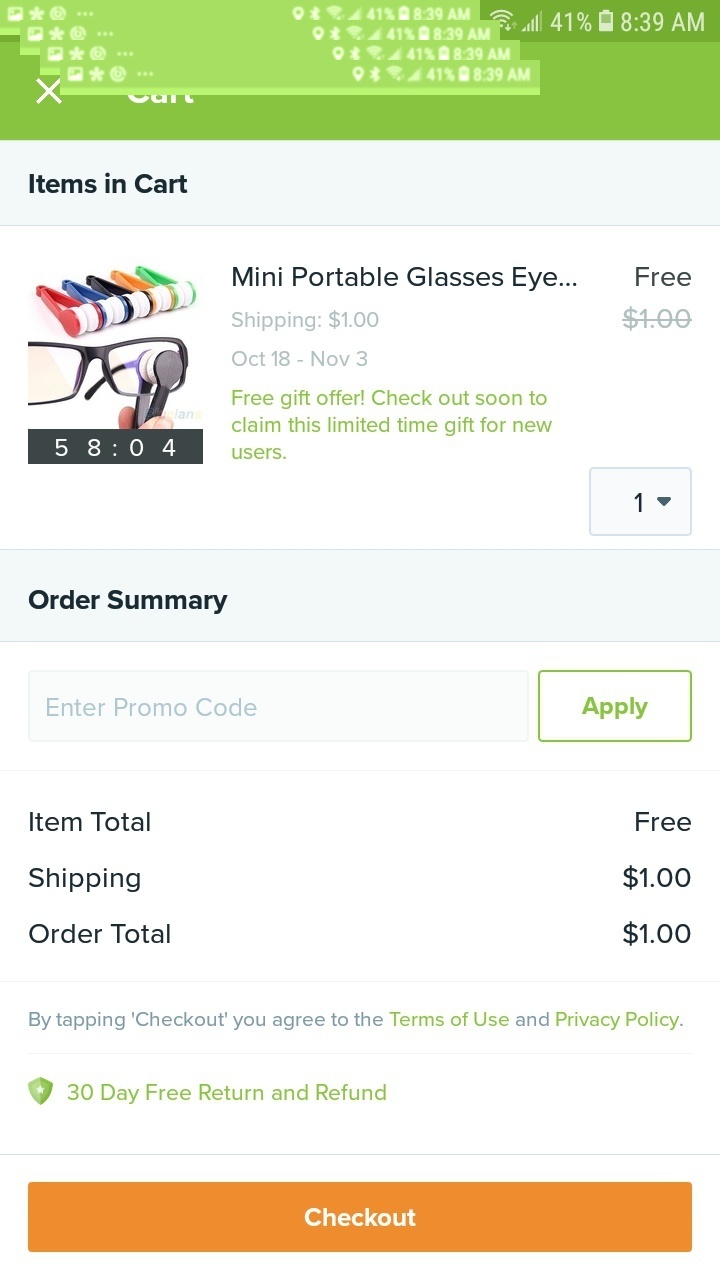 41% 8:39 AM
41% 8:39 AM
41% 8:39 AM
41% 8:39 AM
41% 8:39 AM
Cart
Items in Cart
Mini Portable Glasses Eye... Free
Shipping: $1.00 $1.00
Oct 18 - Nov 3
Free gift offer! Check out soon to
claim this limited time gift for new
users.
58:04
1
Order Summary
Enter Promo Code Apply
Item Total Free
Shipping $1.00
Order Total $1.00
By tapping 'Checkout' you agree to the Terms of Use and Privacy Policy.
30 Day Free Return and Refund
Checkout